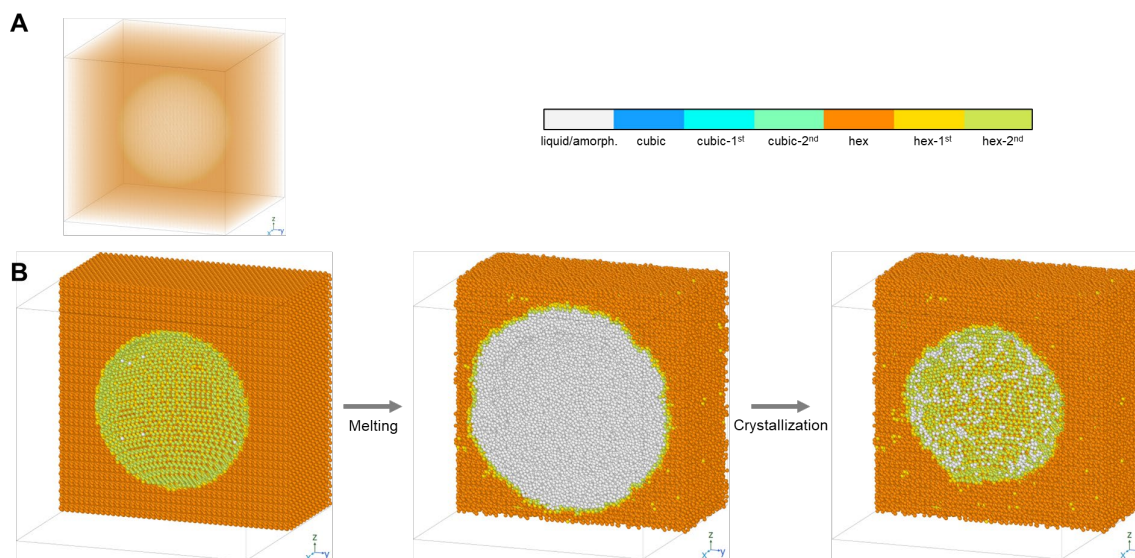 A
liquid/amorph. cubic cubic-1st cubic-2nd hex hex-1st hex-2nd
z
x y
B
Melting
Crystallization
z
x y
z
x y
z
x y